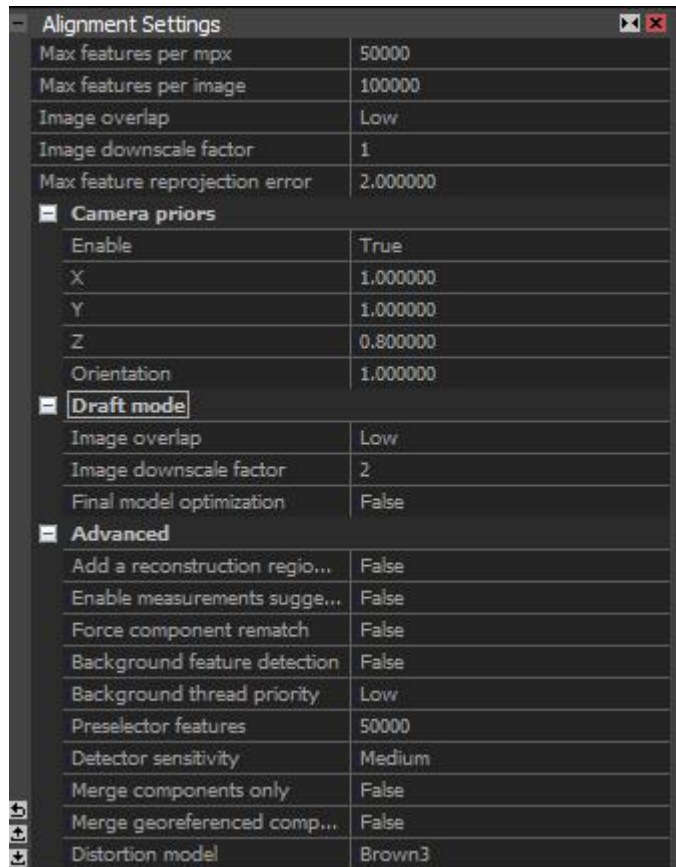 Alignment Settings
Max features per mpx 50000
Max features per image 100000
Image overlap Low
Image downscale factor 1
Max feature reprojection error 2.000000
Camera priors
Enable True
X 1.000000
Y 1.000000
Z 0.800000
Orientation 1.000000
Draft mode
Image overlap Low
Image downscale factor 2
Final model optimization False
Advanced
Add a reconstruction regio... False
Enable measurements sugge... False
Force component rematch False
Background feature detection False
Background thread priority Low
Preselector features 50000
Detector sensitivity Medium
Merge components only False
Merge georeferenced comp... False
Distortion model Brown3